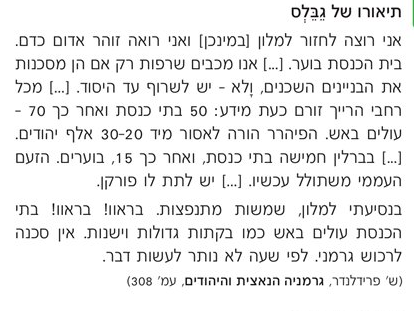 תיאורו של גֵבֵּלְס
אני רוצה לחזור למלון [במינכן] ואני רואה זוהר אדום כדם.
בית הכנסת בוער. [...] אנו מכבים שרפות רק אם הן מסכנות
את הבניינים השכנים, וָלא - יש לשרוף עד היסוד. [...] מכל
רחבי הרייך זורם כעת מידע: 50 בתי כנסת ואחר כך 70 -
עולים באש. הפיהרר הורה לאסור מיד 20-30 אלף יהודים.
[...] בברלין חמישה בתי כנסת, ואחר כך 15, בוערים. הזעם
העממי משתולל עכשיו. [...] יש לתת לו פורקן.
בנסיעתי למלון, שמשות מתנפצות. בראוו! בראוו! בתי
הכנסת עולים באש כמו בקתות גדולות וישנות. אין סכנה
לרכוש גרמני. לפי שעה לא נותר לעשות דבר.
(ש' פרידלנדר, גרמניה הנאצית והיהודים, עמ' 308)